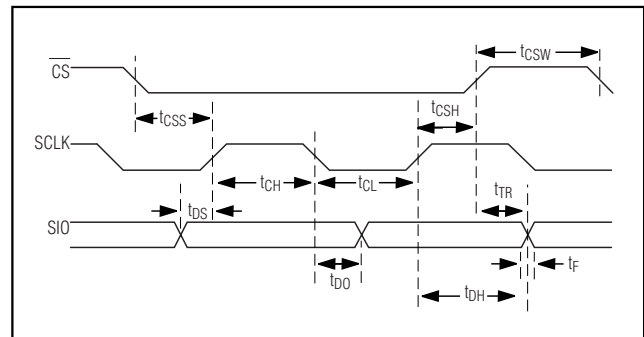 CS
tCSW
tCSS
tCSH
SCLK
tCH
tCL
tTR
tDS
SIO
tDO
tDH
tF